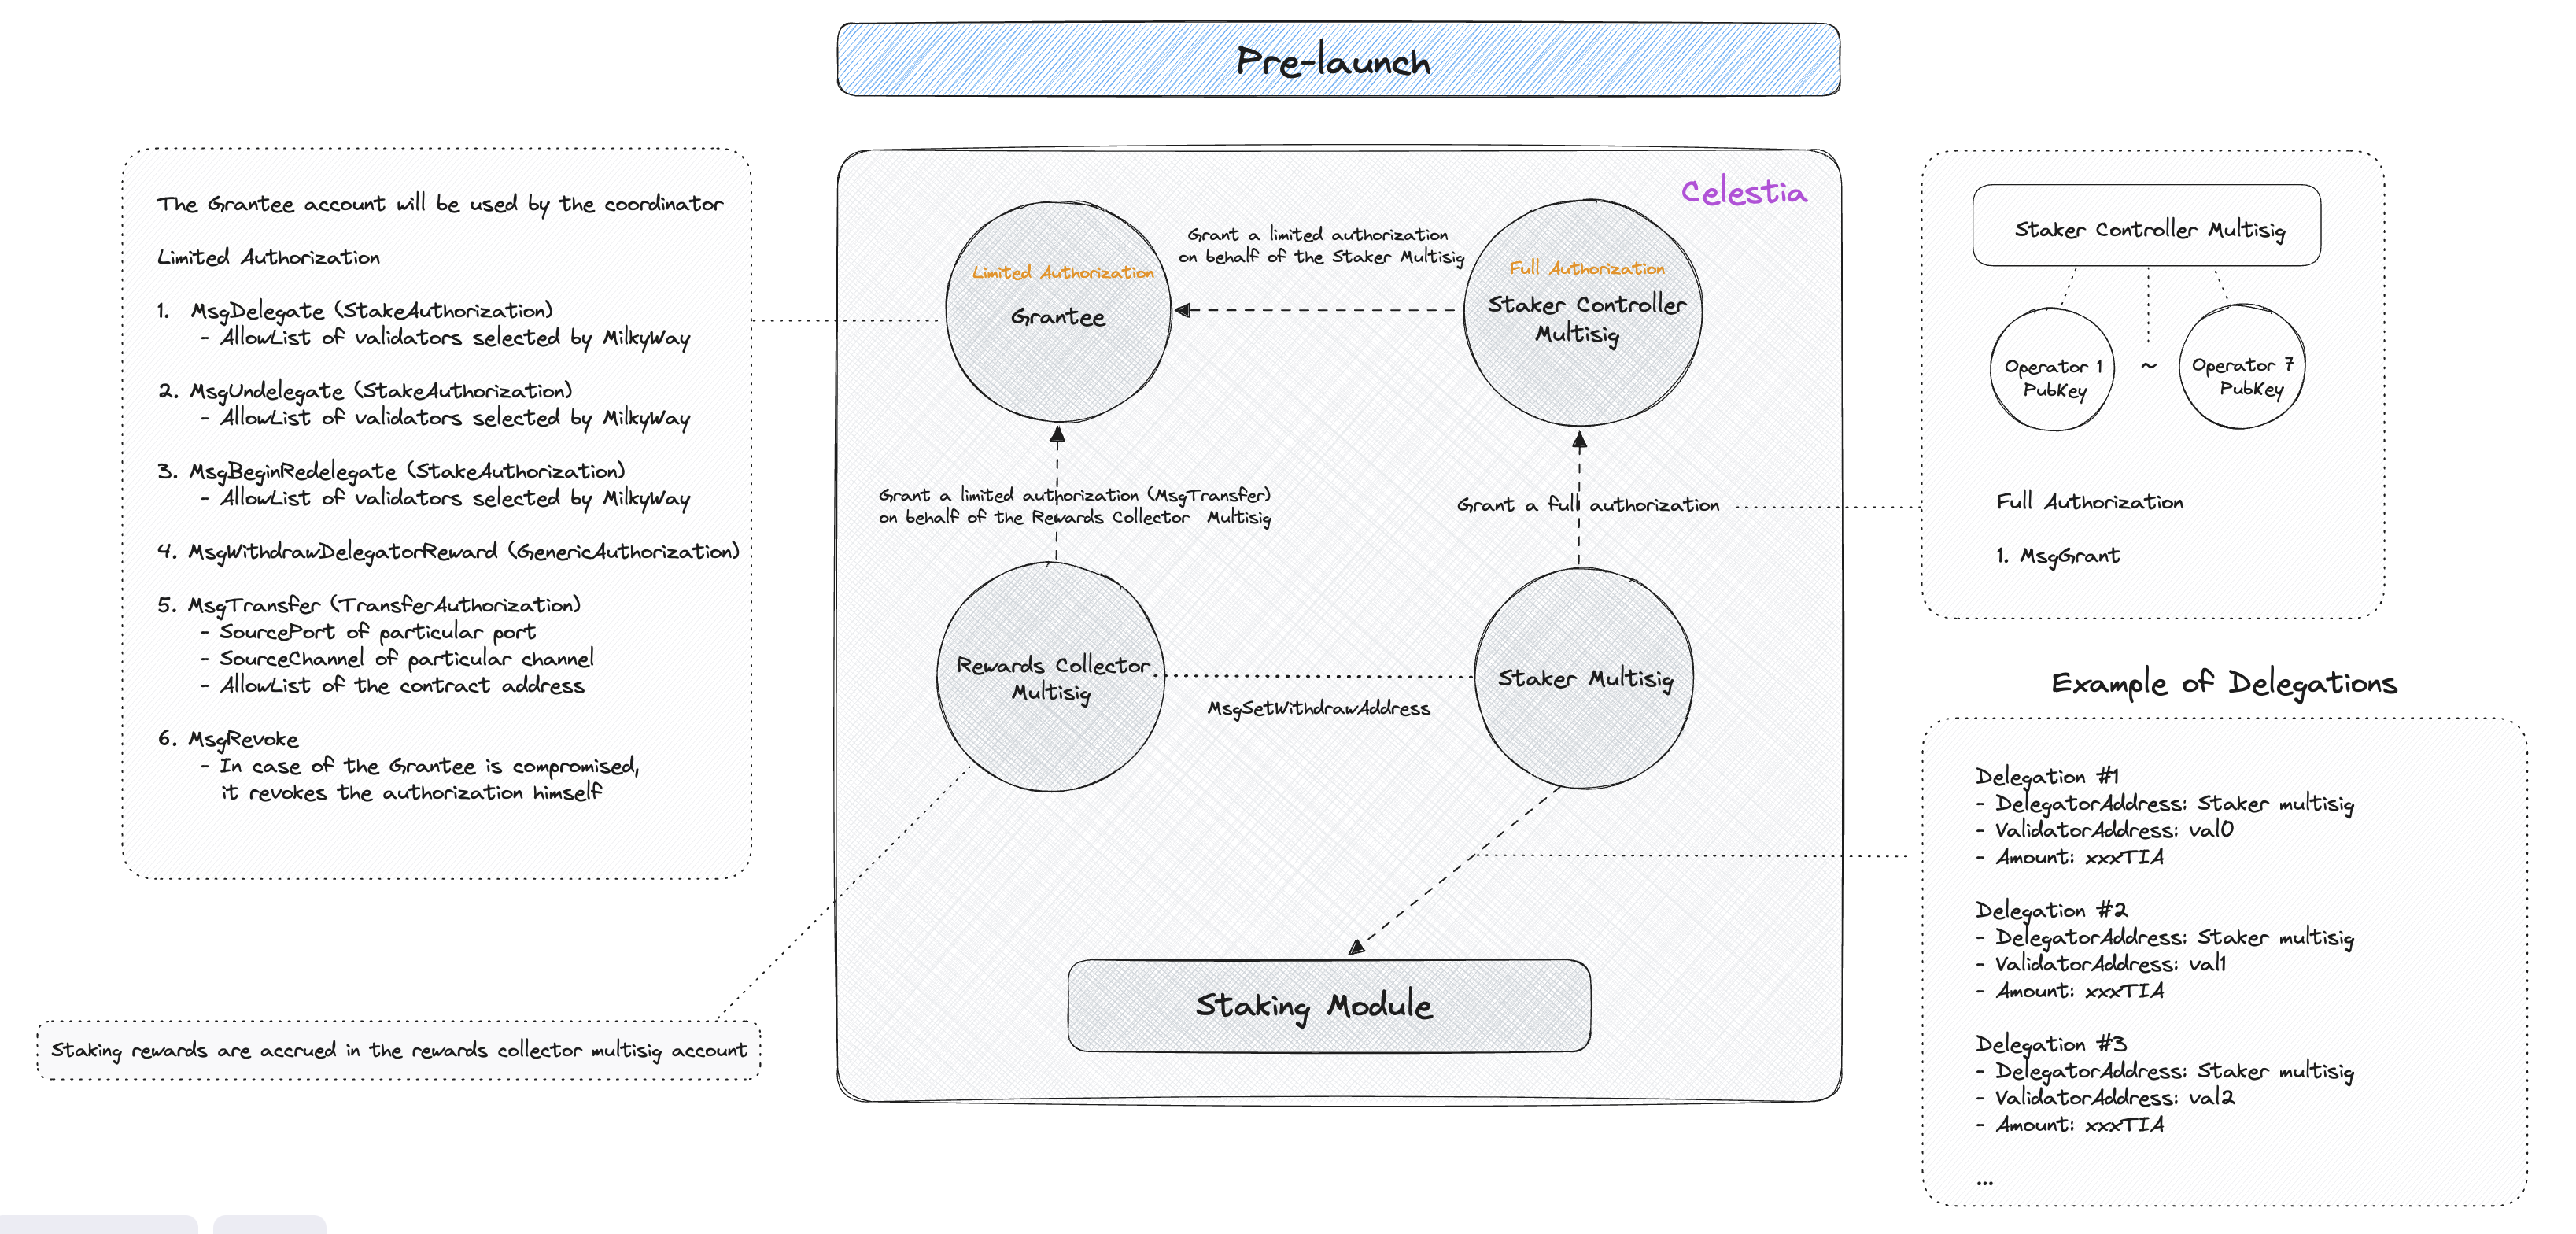 Pre-launch
The Grantee account will be used by the coordinator
Limited Authorization
1. MsgDelegate (StakeAuthorization)
- AllowList of validators selected by MilkyWay
2. MsgUndelegate (StakeAuthorization)
- AllowList of validators selected by MilkyWay
3. MsgBeginRedelegate (StakeAuthorization)
- AllowList of validators selected by MilkyWay
4. MsgWithdrawDelegatorReward (GenericAuthorization)
5. MsgTransfer (TransferAuthorization)
- SourcePort of particular port
- SourceChannel of particular channel
- AllowList of the contract address
6. MsgRevoke
- In case of the Grantee is compromised,
it revokes the authorization himself
Staking rewards are accrued in the rewards collector multisig account
Celestia
Limited Authorization
Grantee
Grant a limited authorization
on behalf of the Staker Multisig
Full Authorization
Staker Controller
Multisig
Grant a limited authorization (MsgTransfer)
on behalf of the Rewards Collector Multisig
Grant a full authorization
Rewards Collector
Multisig
MsgSetWithdrawAddress
Staker Multisig
Staking Module
Staker Controller Multisig
Operator 1
PubKey
~
Operator 7
PubKey
Full Authorization
1. MsgGrant
Example of Delegations
Delegation #1
- DelegatorAddress: Staker multisig
- ValidatorAddress: val0
- Amount: xxxTIA
Delegation #2
- DelegatorAddress: Staker multisig
- ValidatorAddress: val1
- Amount: xxxTIA
Delegation #3
- DelegatorAddress: Staker multisig
- ValidatorAddress: val2
- Amount: xxxTIA
...